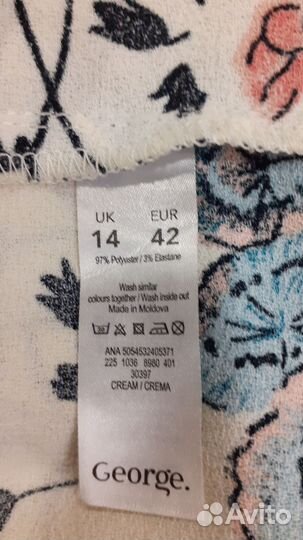 UK EUR
14 42
97% Polyester / 3% Elastane
Wash similar
colours together / Wash inside out
Made in Moldova
ANA 5054532405371
225 1036 8980 401
30397
CREAM / CREMA
George.
Avito